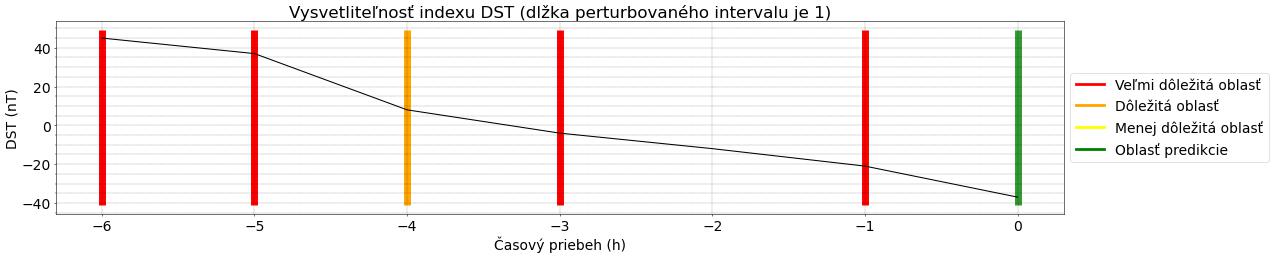 Vysvetliteľnosť indexu DST (dĺžka perturbovaného intervalu je 1)
DST (nT)
40
20
0
−20
−40
−6
−5
−4
−3
−2
−1
0
Časový priebeh (h)
Veľmi dôležitá oblasť
Dôležitá oblasť
Menej dôležitá oblasť
Oblasť predikcie